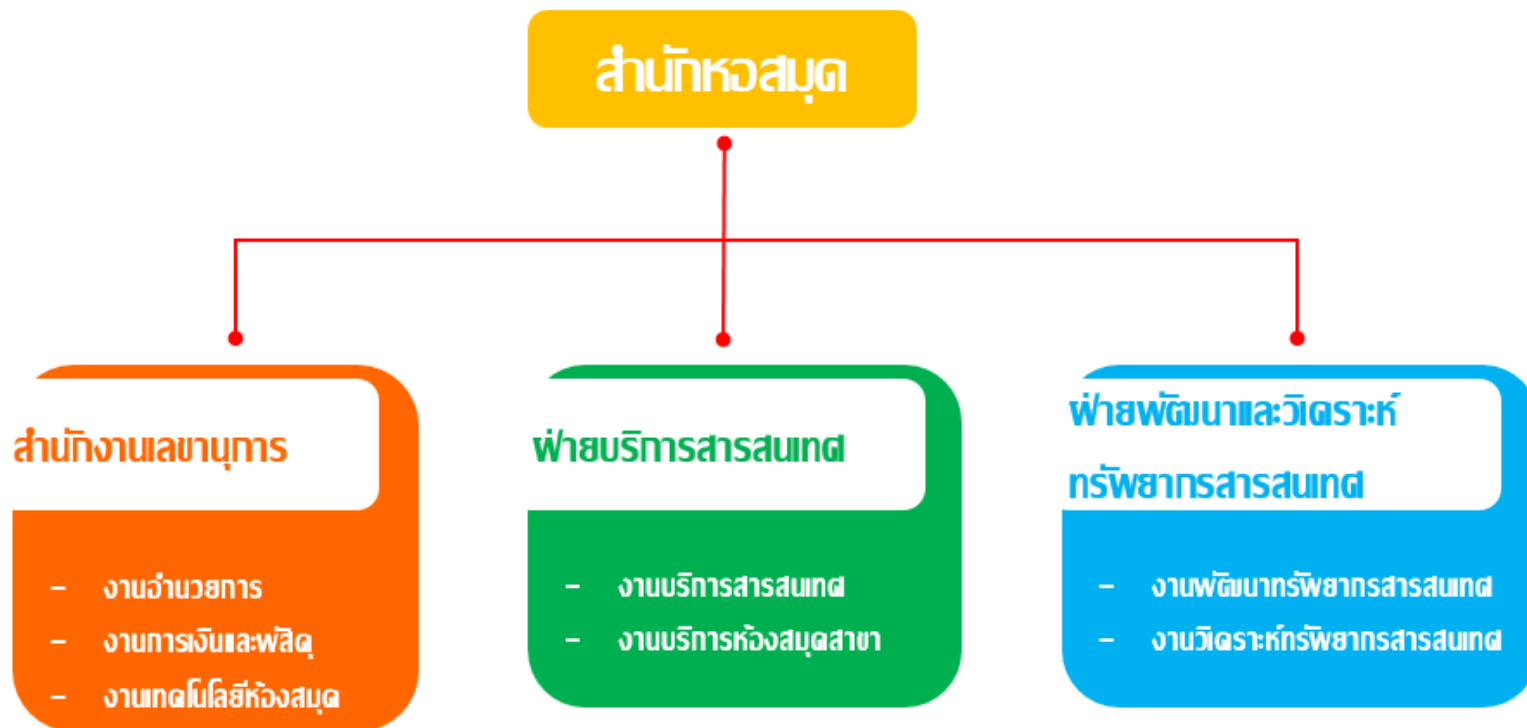 สำนักหอสมุด
สำนักงานเลขานุการ
- งานอำนวยการ
- งานการเงินและพัสดุ
- งานเทคโนโลยีห้องสมุด
ฝ่ายบริการสารสนเทศ
- งานบริการสารสนเทศ
- งานบริการห้องสมุดสาขา
ฝ่ายพัฒนาและวิเคราะห์
ทรัพยากรสารสนเทศ
- งานพัฒนาทรัพยากรสารสนเทศ
- งานวิเคราะห์ทรัพยากรสารสนเทศ